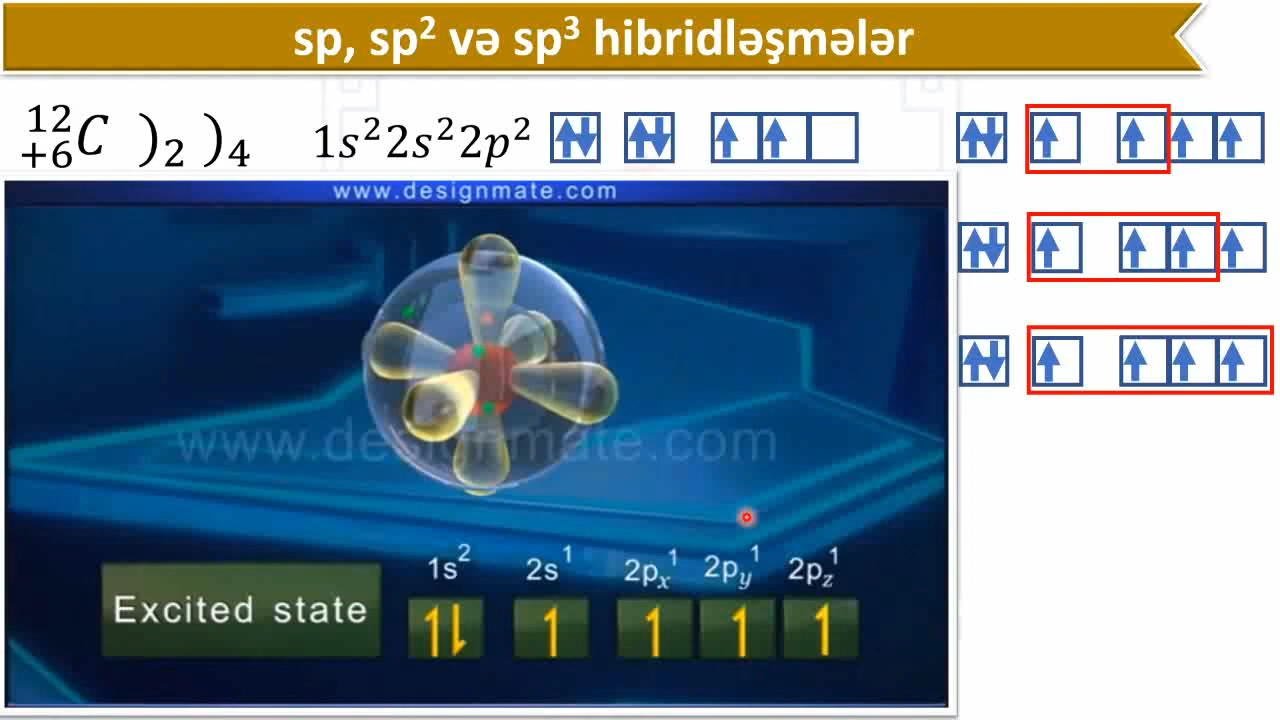 sp, sp² və sp³ hibridləşmələr
¹²₊₆C )₂ )₄ 1s²2s²2p²
www.designmate.com
www.designmate.com
1s² 2s¹ 2pₓ¹ 2p_y¹ 2p_z¹
Excited state